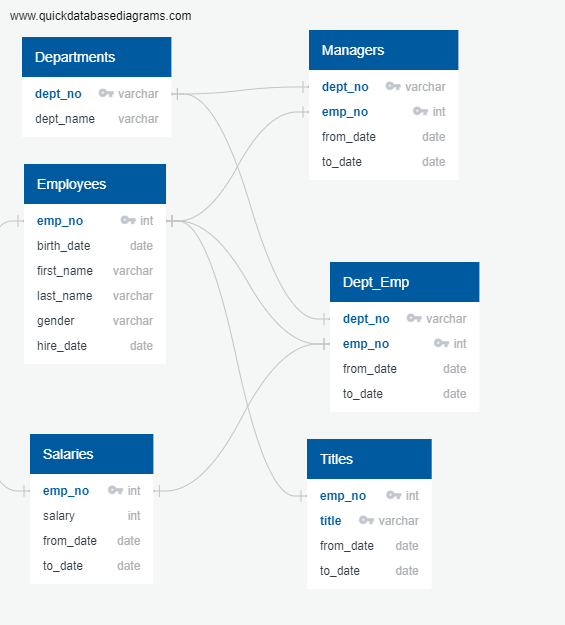 www.quickdatabasediagrams.com
Departments
dept_no varchar
dept_name varchar
Managers
dept_no varchar
emp_no int
from_date date
to_date date
Employees
emp_no int
birth_date date
first_name varchar
last_name varchar
gender varchar
hire_date date
Dept_Emp
dept_no varchar
emp_no int
from_date date
to_date date
Salaries
emp_no int
salary int
from_date date
to_date date
Titles
emp_no int
title varchar
from_date date
to_date date